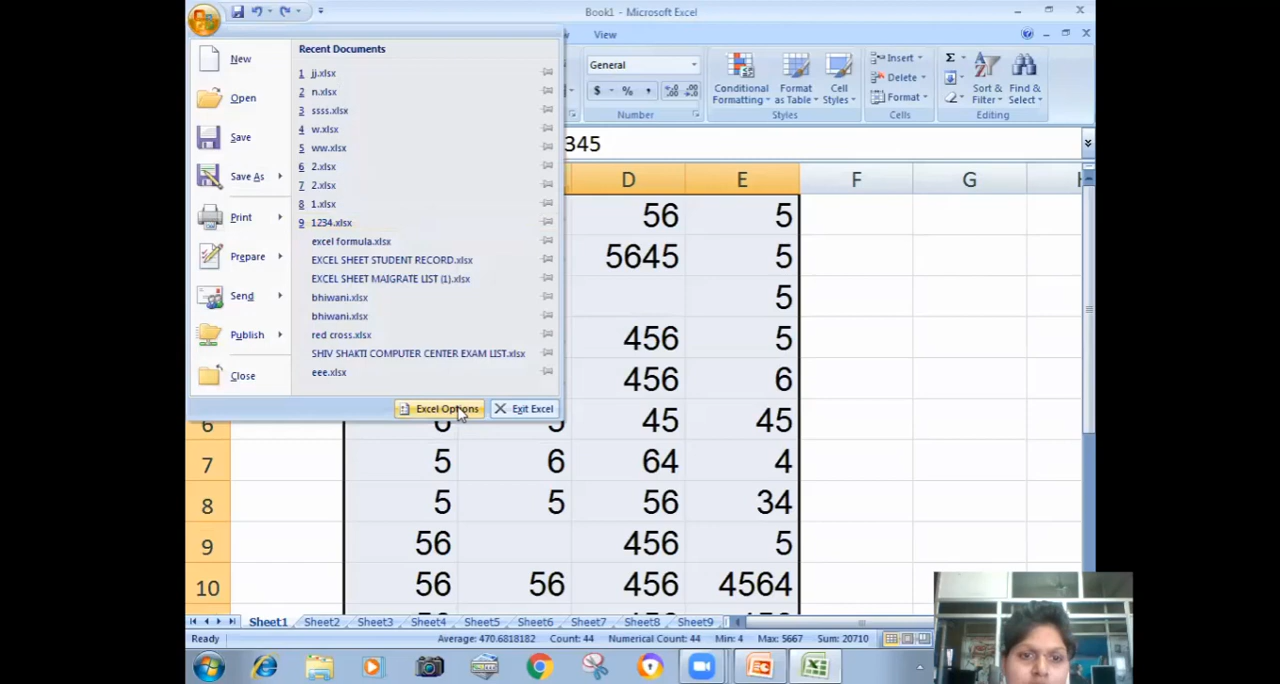 Book1 - Microsoft Excel
View
New
Open
Save
Save As
Print
Prepare
Send
Publish
Close
Recent Documents
1 jj.xlsx
2 n.xlsx
3 ssss.xlsx
4 w.xlsx
5 ww.xlsx
6 2.xlsx
7 2.xlsx
8 1.xlsx
9 1234.xlsx
excel formula.xlsx
EXCEL SHEET STUDENT RECORD.xlsx
EXCEL SHEET MAIGRATE LIST (1).xlsx
bhiwani.xlsx
bhiwani.xlsx
red cross.xlsx
SHIV SHAKTI COMPUTER CENTER EXAM LIST.xlsx
eee.xlsx
Excel Options
Exit Excel
General
$ % ,
Number
Conditional Formatting
Format as Table
Cell Styles
Styles
Insert
Delete
Format
Cells
Σ
Sort & Filter
Find & Select
Editing
345
D E F G
56 5
5645 5
5
456 5
456 6
6 45 45
7 5 6 64 4
8 5 5 56 34
9 56 456 5
10 56 56 456 4564
Sheet1 Sheet2 Sheet3 Sheet4 Sheet5 Sheet6 Sheet7 Sheet8 Sheet9
Ready Average: 470.6818182 Count: 44 Numerical Count: 44 Min: 4 Max: 5667 Sum: 20710